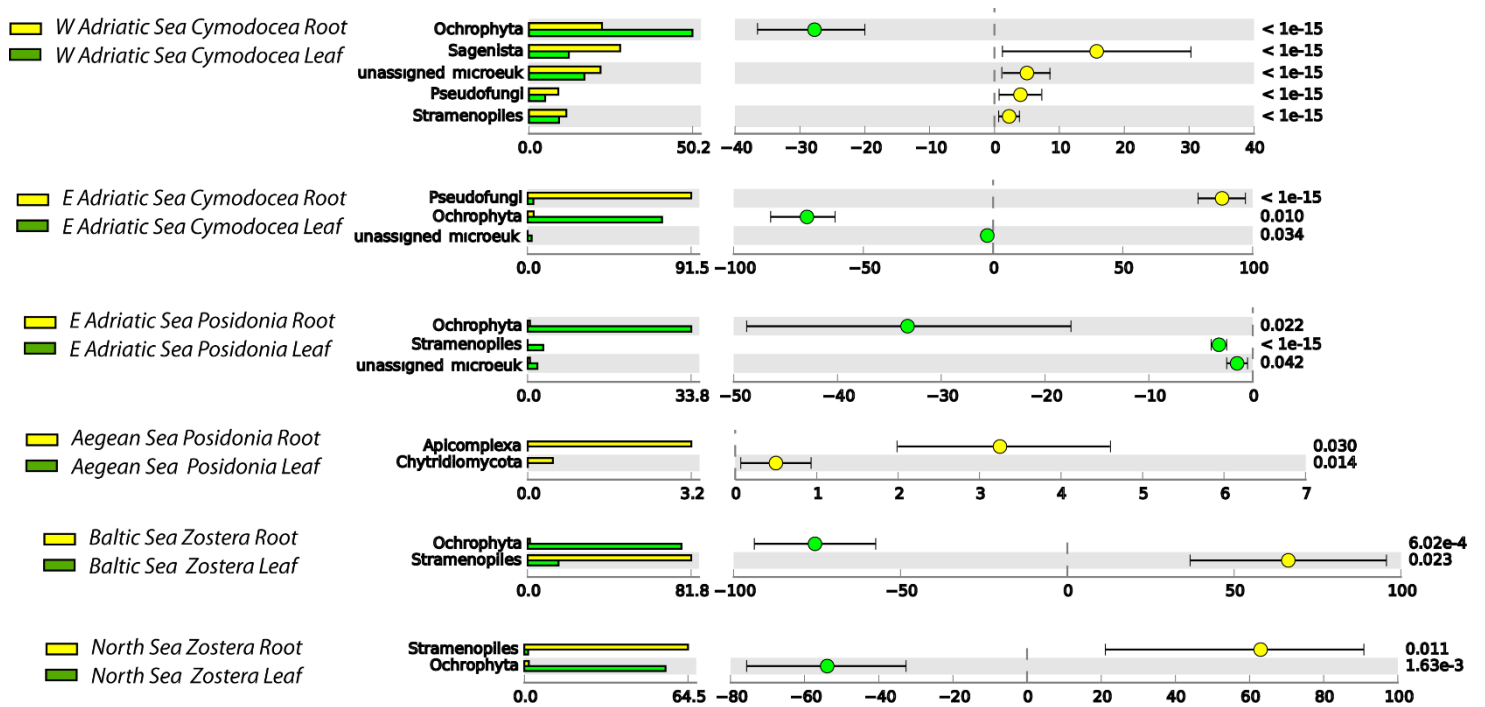 W Adriatic Sea Cymodocea Root
W Adriatic Sea Cymodocea Leaf
Ochrophyta < 1e-15
Sagenista < 1e-15
unassigned microeuk < 1e-15
Pseudofungi < 1e-15
Stramenopiles < 1e-15
0.0 50.2 −40 −30 −20 −10 0 10 20 30 40
E Adriatic Sea Cymodocea Root
E Adriatic Sea Cymodocea Leaf
Pseudofungi < 1e-15
Ochrophyta 0.010
unassigned microeuk 0.034
0.0 91.5 −100 −50 0 50 100
E Adriatic Sea Posidonia Root
E Adriatic Sea Posidonia Leaf
Ochrophyta 0.022
Stramenopiles < 1e-15
unassigned microeuk 0.042
0.0 33.8 −50 −40 −30 −20 −10 0
Aegean Sea Posidonia Root
Aegean Sea Posidonia Leaf
Apicomplexa 0.030
Chytridiomycota 0.014
0.0 3.2 0 1 2 3 4 5 6 7
Baltic Sea Zostera Root
Baltic Sea Zostera Leaf
Ochrophyta 6.02e-4
Stramenopiles 0.023
0.0 81.8 −100 −50 0 50 100
North Sea Zostera Root
North Sea Zostera Leaf
Stramenopiles 0.011
Ochrophyta 1.63e-3
0.0 64.5 −80 −60 −40 −20 0 20 40 60 80 100